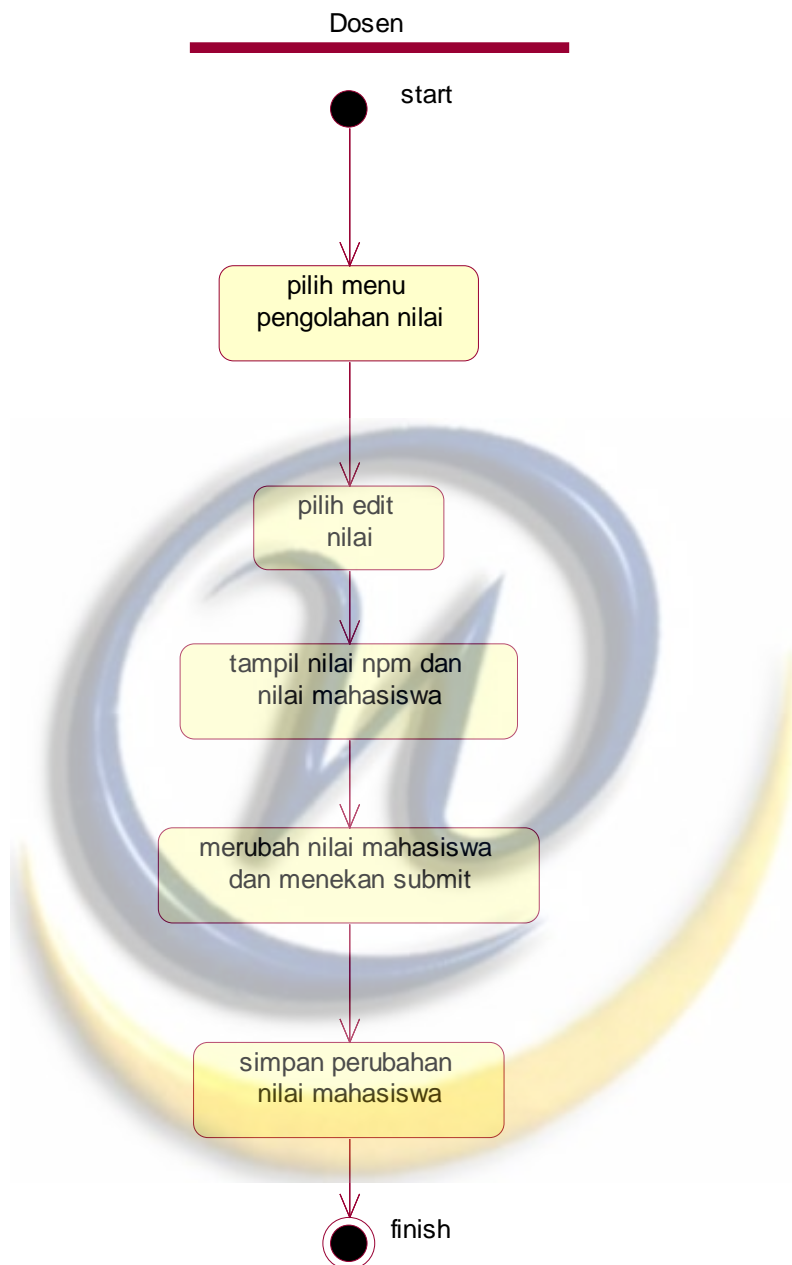 Dosen
start
pilih menu
pengolahan nilai
pilih edit
nilai
tampil nilai npm dan
nilai mahasiswa
merubah nilai mahasiswa
dan menekan submit
simpan perubahan
nilai mahasiswa
finish